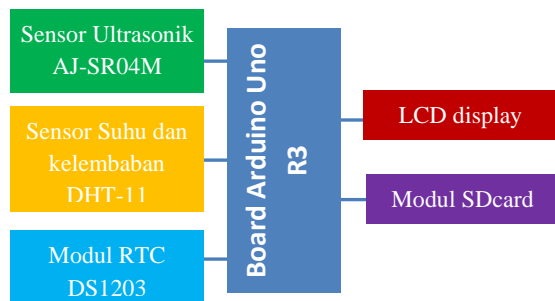 Sensor Ultrasonik
AJ-SR04M
Sensor Suhu dan
kelembaban
DHT-11
Modul RTC
DS1203
Board Arduino Uno
R3
LCD display
Modul SDcard